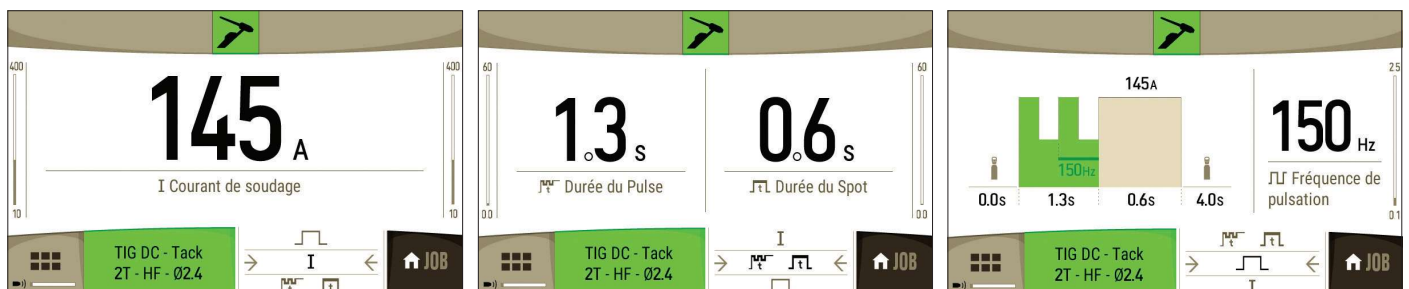 400
400
145 A
I Courant de soudage
10
10
TIG DC - Tack
2T - HF - Ø2.4
I
t
t
JOB
60
60
1.3 s
0.6 s
t Durée du Pulse
t Durée du Spot
0.0
0.0
TIG DC - Tack
2T - HF - Ø2.4
I
t
t
JOB
145A
25
150 Hz
150Hz
Fréquence de
pulsation
0.0s
1.3s
0.6s
4.0s
0.1
TIG DC - Tack
2T - HF - Ø2.4
t
t
I
JOB